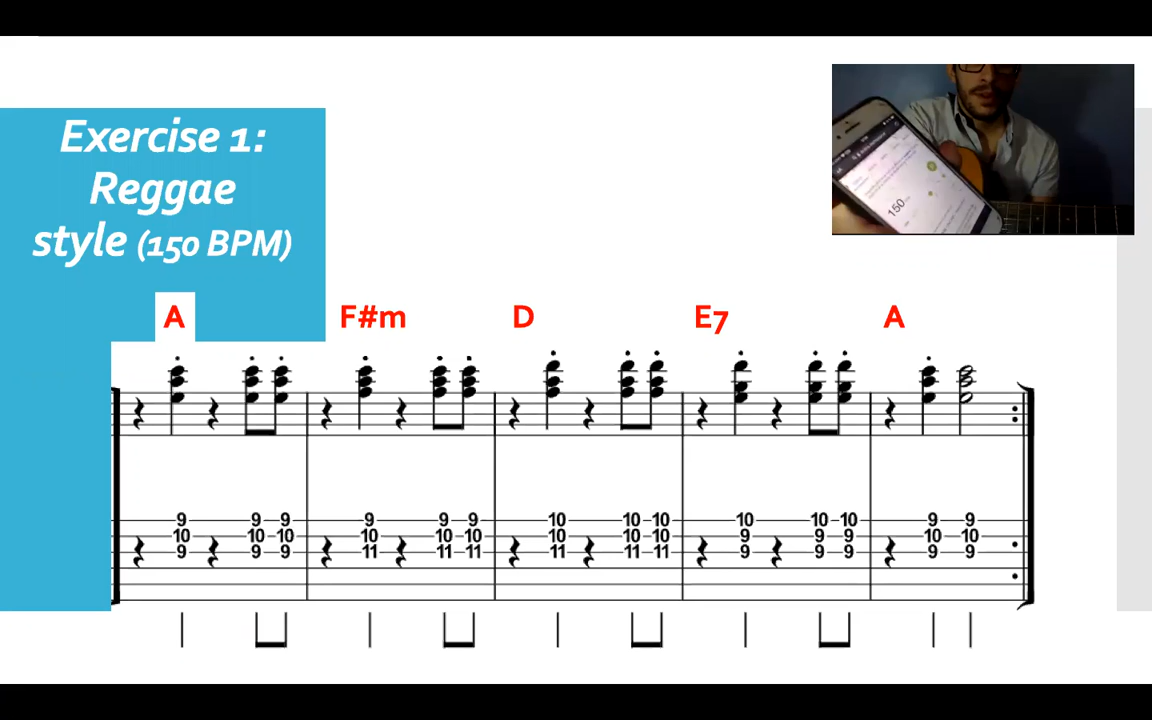 Exercise 1:
Reggae
style (150 BPM)
150
A F#m D E7 A
9 9 9 9 9 9 10 10 10 10 10 10 9 9
10 10 10 10 10 10 10 10 10 9 9 9 10 10
9 9 9 11 11 11 11 11 11 9 9 9 9 9